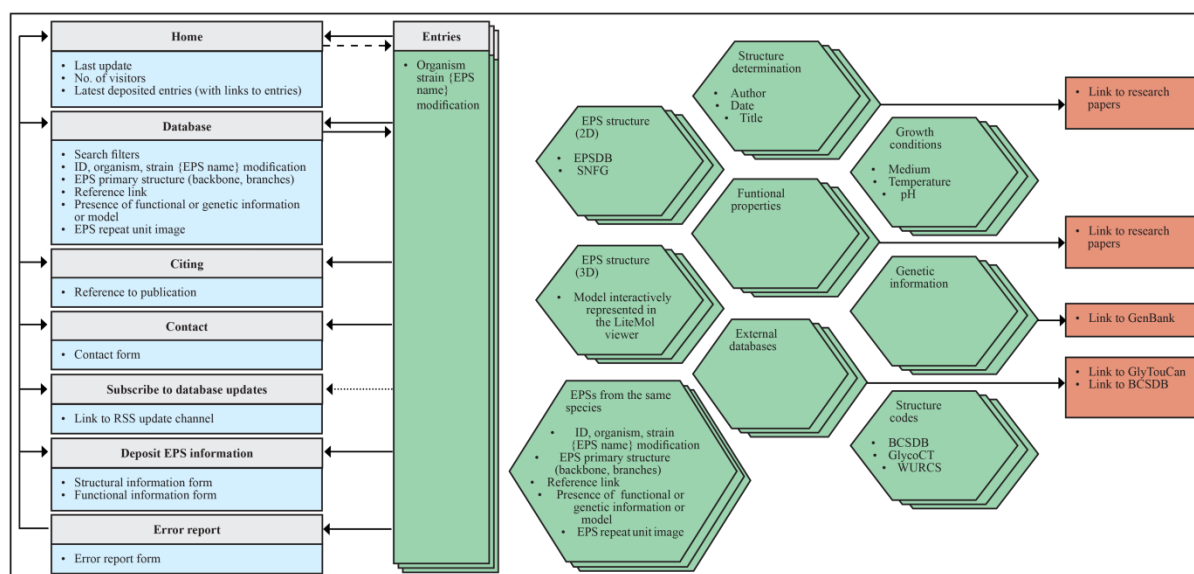 Home
• Last update
• No. of visitors
• Latest deposited entries (with links to entries)
Database
• Search filters
• ID, organism, strain {EPS name} modification
• EPS primary structure (backbone, branches)
• Reference link
• Presence of functional or genetic information
or model
• EPS repeat unit image
Citing
• Reference to publication
Contact
• Contact form
Subscribe to database updates
• Link to RSS update channel
Deposit EPS information
• Structural information form
• Functional information form
Error report
• Error report form
Entries
• Organism
strain {EPS
name}
modification
EPS structure
(2D)
• EPSDB
• SNFG
EPS structure
(3D)
• Model interactively
represented in
the LiteMol
viewer
EPSs from the same
species
• ID, organism, strain
{EPS name} modification
• EPS primary structure
(backbone, branches)
• Reference link
• Presence of functional or
genetic information or
model
• EPS repeat unit image
Structure
determination
• Author
• Date
• Title
Funtional
properties
External
databases
Growth
conditions
• Medium
• Temperature
• pH
Genetic
information
Structure
codes
• BCSDB
• GlycoCT
• WURCS
• Link to research
papers
• Link to research
papers
• Link to GenBank
• Link to GlyTouCan
• Link to BCSDB